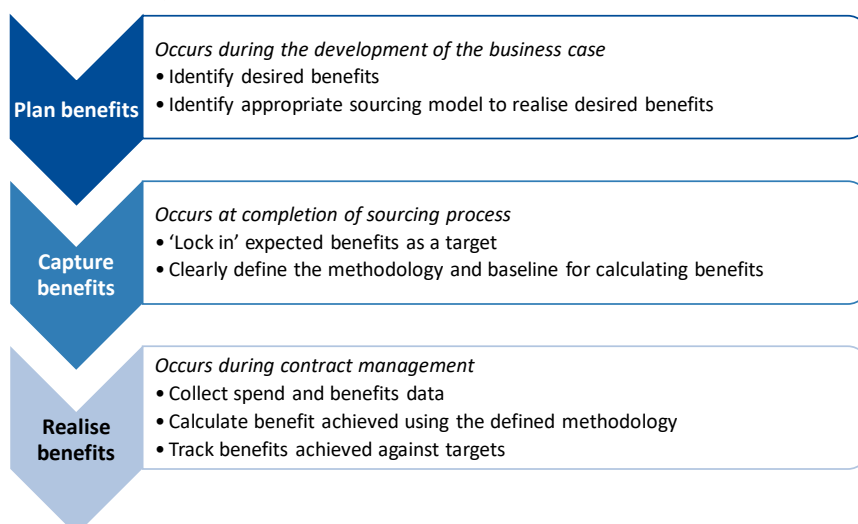 Plan benefits
Occurs during the development of the business case
• Identify desired benefits
• Identify appropriate sourcing model to realise desired benefits
Capture
benefits
Occurs at completion of sourcing process
• ‘Lock in’ expected benefits as a target
• Clearly define the methodology and baseline for calculating benefits
Realise
benefits
Occurs during contract management
• Collect spend and benefits data
• Calculate benefit achieved using the defined methodology
• Track benefits achieved against targets